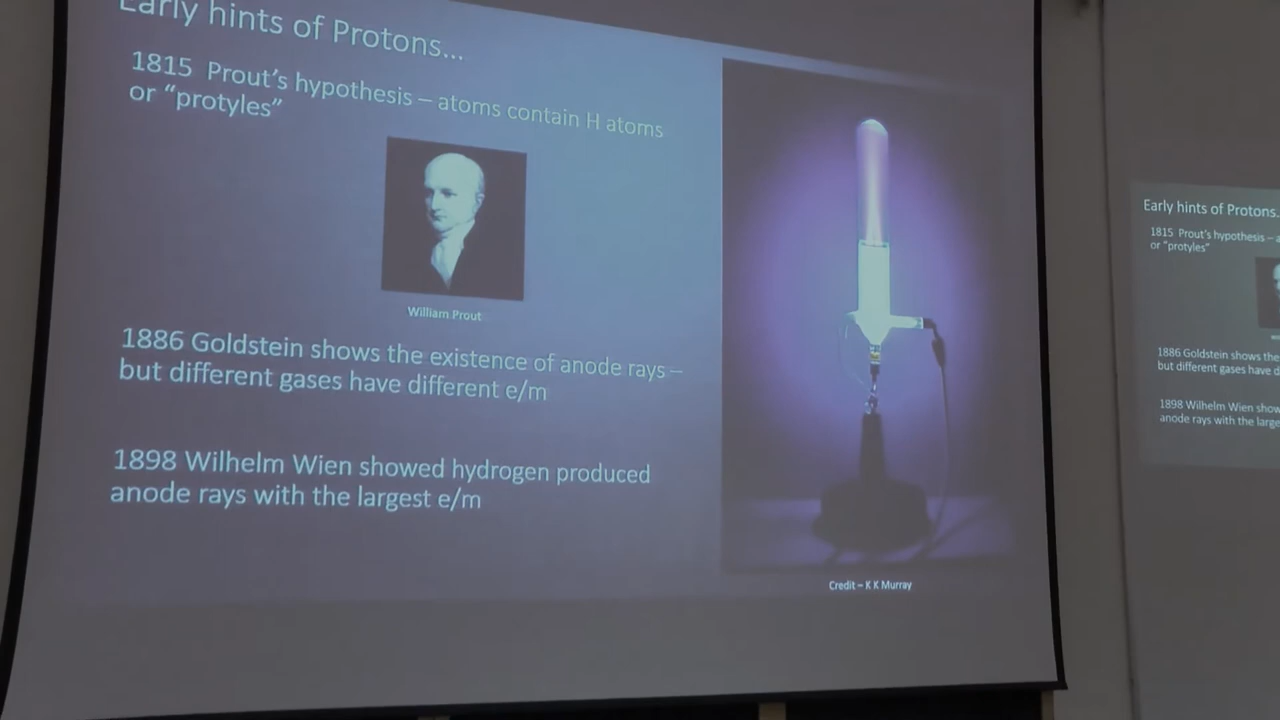 Early hints of Protons...
1815 Prout's hypothesis – atoms contain H atoms
or "protyles"
William Prout
1886 Goldstein shows the existence of anode rays –
but different gases have different e/m
1898 Wilhelm Wien showed hydrogen produced
anode rays with the largest e/m
Credit – K K Murray
Early hints of Protons.
1815 Prout's hypothesis –
or "protyles"
1886 Goldstein shows the
but different gases have d
1898 Wilhelm Wien show
anode rays with the large